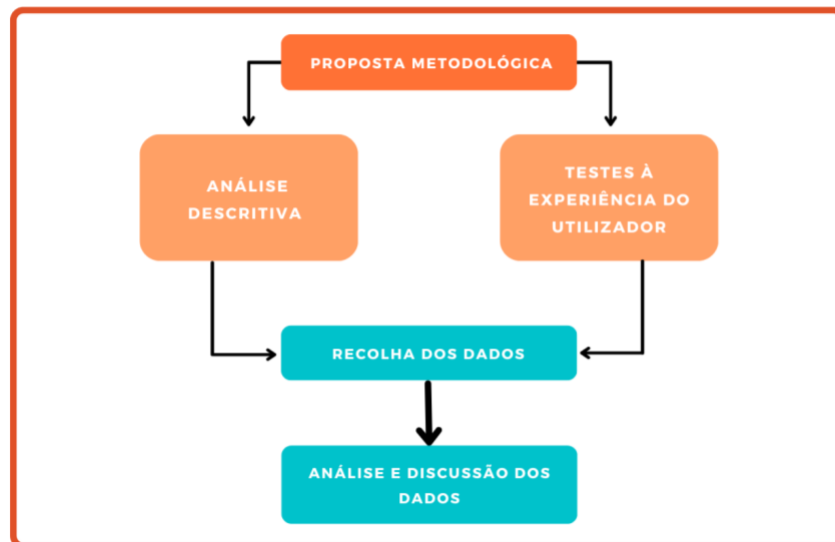 PROPOSTA METODOLÓGICA
ANÁLISE
DESCRITIVA
TESTES À
EXPERIÊNCIA DO
UTILIZADOR
RECOLHA DOS DADOS
ANÁLISE E DISCUSSÃO DOS
DADOS